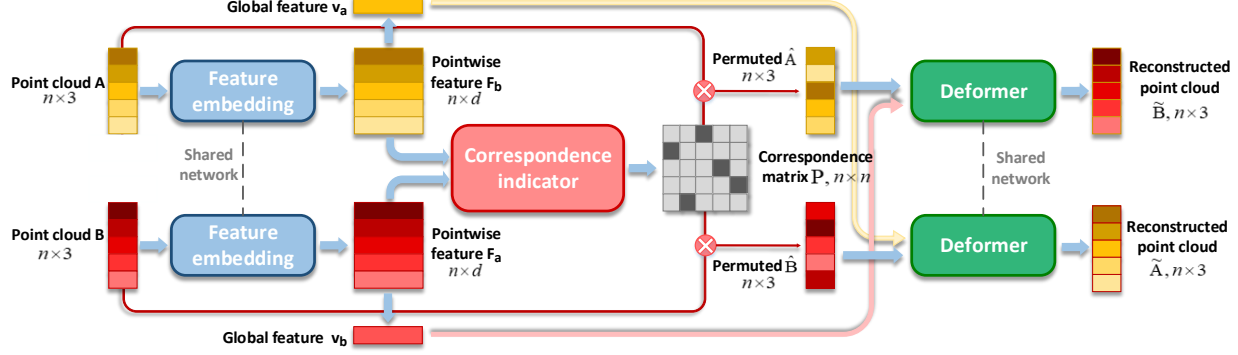 Global feature vₐ
Point cloud A
n×3
Feature
embedding
Pointwise
feature F_b
n×d
Permuted Â
n×3
Deformer
Reconstructed
point cloud
B̃, n×3
Shared
network
Correspondence
indicator
Correspondence
matrix P, n×n
Shared
network
Point cloud B
n×3
Feature
embedding
Pointwise
feature Fₐ
n×d
Permuted B̂
n×3
Deformer
Reconstructed
point cloud
Ã, n×3
Global feature v_b